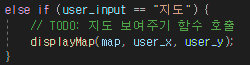 else if (user_input == "지도") {
// TODO: 지도 보여주기 함수 호출
displayMap(map, user_x, user_y);
}